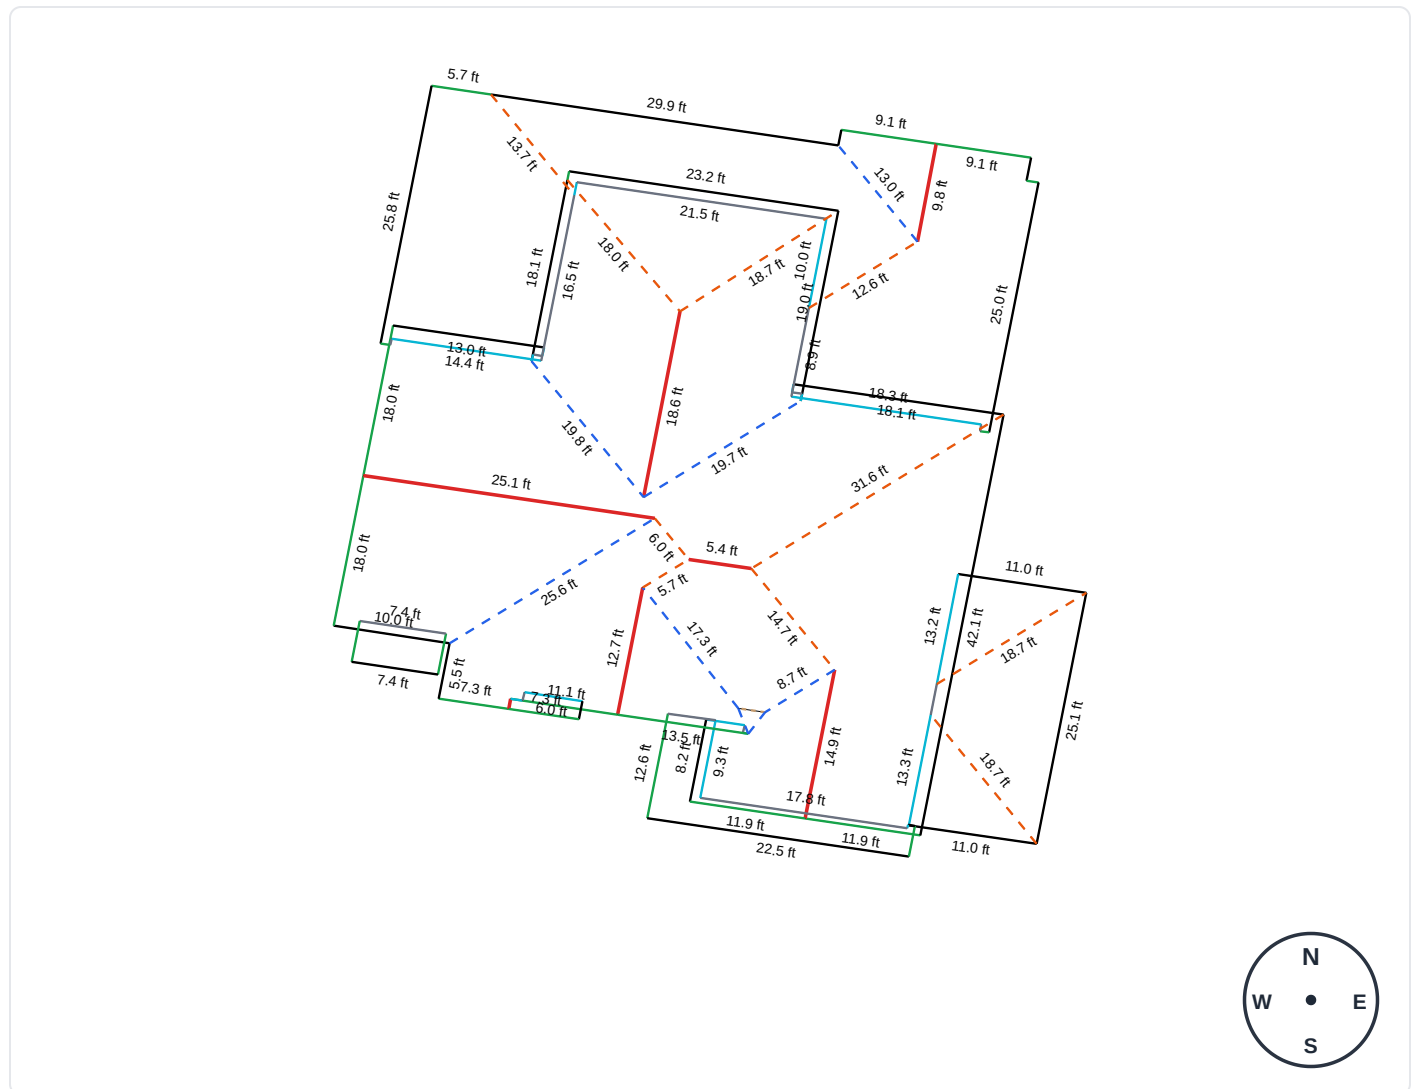 5.7 ft
29.9 ft
9.1 ft
9.1 ft
13.7 ft
13.0 ft
9.8 ft
23.2 ft
21.5 ft
25.8 ft
18.1 ft
16.5 ft
18.0 ft
18.7 ft
10.0 ft
19.0 ft
12.6 ft
25.0 ft
8.9 ft
13.0 ft
14.4 ft
18.0 ft
18.6 ft
18.3 ft
18.1 ft
19.8 ft
19.7 ft
31.6 ft
25.1 ft
18.0 ft
6.0 ft
5.4 ft
5.7 ft
25.6 ft
11.0 ft
7.4 ft
10.0 ft
12.7 ft
17.3 ft
14.7 ft
13.2 ft
42.1 ft
18.7 ft
7.4 ft
5.5 ft
7.3 ft
11.1 ft
7.3 ft
6.0 ft
8.7 ft
25.1 ft
13.5 ft
12.6 ft
8.2 ft
9.3 ft
14.9 ft
13.3 ft
18.7 ft
17.8 ft
11.9 ft
11.9 ft
22.5 ft
11.0 ft
N
W
E
S